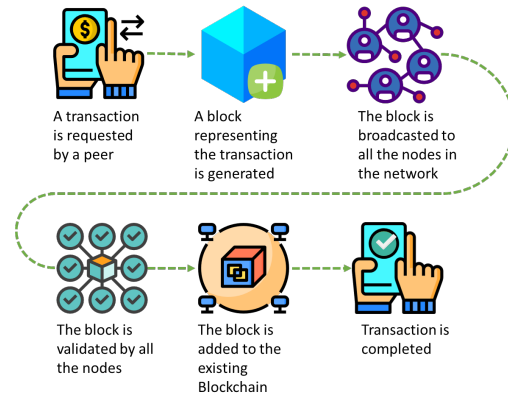 A transaction
is requested
by a peer
A block
representing
the transaction
is generated
The block is
broadcasted to
all the nodes in
the network
The block is
validated by all
the nodes
The block is
added to the
existing
Blockchain
Transaction is
completed